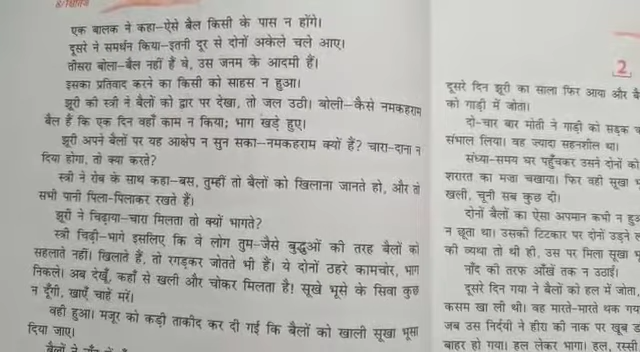 8/क्षितिज
एक बालक ने कहा–ऐसे बैल किसी के पास न होंगे।
दूसरे ने समर्थन किया–इतनी दूर से दोनों अकेले चले आए।
तीसरा बोला–बैल नहीं हैं वे, उस जनम के आदमी हैं।
इसका प्रतिवाद करने का किसी को साहस न हुआ।
झूरी की स्त्री ने बैलों को द्वार पर देखा, तो जल उठी। बोली–कैसे नमकहराम
बैल हैं कि एक दिन वहाँ काम न किया; भाग खड़े हुए।
झूरी अपने बैलों पर यह आक्षेप न सुन सका–नमकहराम क्यों हैं? चारा-दाना न
दिया होगा, तो क्या करते?
स्त्री ने रोब के साथ कहा–बस, तुम्हीं तो बैलों को खिलाना जानते हो, और तो
सभी पानी पिला-पिलाकर रखते हैं।
झूरी ने चिढ़ाया–चारा मिलता तो क्यों भागते?
स्त्री चिढ़ी–भागे इसलिए कि वे लोग तुम-जैसे बुद्धुओं की तरह बैलों को
सहलाते नहीं। खिलाते हैं, तो रगड़कर जोतते भी हैं। ये दोनों ठहरे कामचोर, भाग
निकले। अब देखूँ, कहाँ से खली और चोकर मिलता है! सूखे भूसे के सिवा कुछ
न दूँगी, खाएँ चाहें मरें।
वही हुआ। मजूर को कड़ी ताकीद कर दी गई कि बैलों को खाली सूखा भूसा
दिया जाए।
बैलों ने नाँद में
2
दूसरे दिन झूरी का साला फिर आया और
को गाड़ी में जोता।
दो-चार बार मोती ने गाड़ी को सड़क
संभाल लिया। वह ज्यादा सहनशील था।
संध्या-समय घर पहुँचकर उसने दोनों को
शरारत का मज़ा चखाया। फिर वही सूखा
खली, चूनी सब कुछ दी।
दोनों बैलों का ऐसा अपमान कभी न
न छूता था। उसकी टिटकार पर दोनों उड़ने
की व्यथा तो थी ही, उस पर मिला सूखा
नाँद की तरफ आँखें तक न उठाईं।
दूसरे दिन गया ने बैलों को हल में जोता,
कसम खा ली थी। वह मारते-मारते थक
जब उस निर्दयी ने हीरा की नाक पर खूब
बाहर हो गया। हल लेकर भागा। हल, रस्सी,